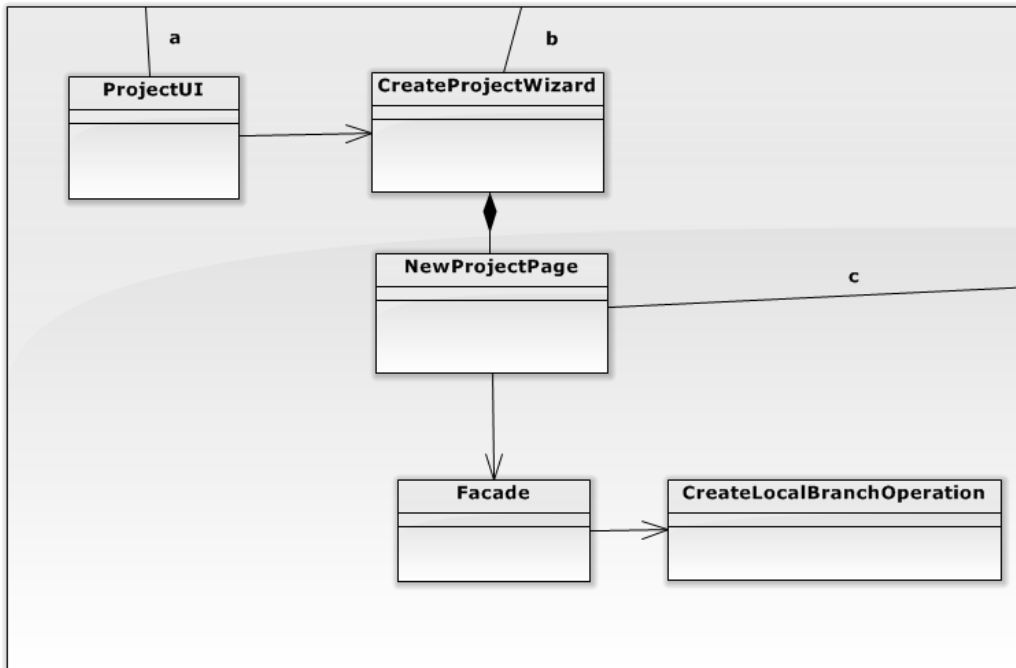 a
b
ProjectUI
CreateProjectWizard
NewProjectPage
c
Facade
CreateLocalBranchOperation